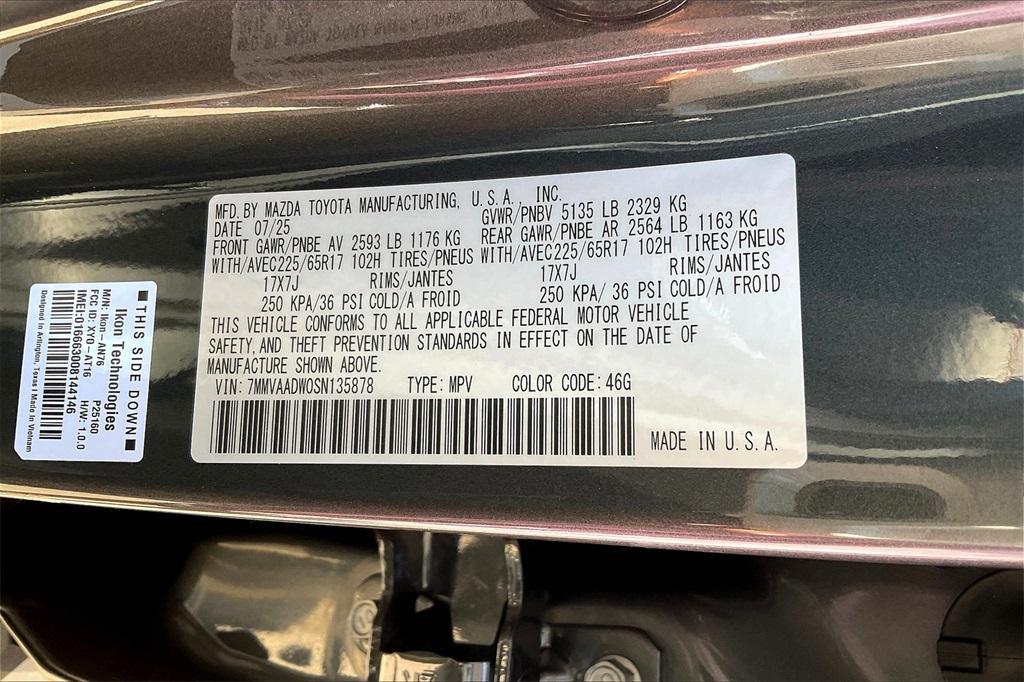 MFD. BY MAZDA TOYOTA MANUFACTURING, U.S.A., INC.
DATE 07/25 GVWR/PNBV 5135 LB 2329 KG
FRONT GAWR/PNBE AV 2593 LB 1176 KG REAR GAWR/PNBE AR 2564 LB 1163 KG
WITH/AVEC225/65R17 102H TIRES/PNEUS WITH/AVEC225/65R17 102H TIRES/PNEUS
17X7J RIMS/JANTES 17X7J RIMS/JANTES
250 KPA/36 PSI COLD/A FROID 250 KPA/ 36 PSI COLD/A FROID
THIS VEHICLE CONFORMS TO ALL APPLICABLE FEDERAL MOTOR VEHICLE
SAFETY, AND THEFT PREVENTION STANDARDS IN EFFECT ON THE DATE OF
MANUFACTURE SHOWN ABOVE.
VIN: 7MMVAADW0SN135878 TYPE: MPV COLOR CODE: 46G
MADE IN U.S.A.
THIS SIDE DOWN
Ikon Technologies
M/N: Ikon-AN76 P25160
FCC ID: XYO-AT16 H/W: 1.0.0
IMEI:016663008144146
Designed in Arlington, Texas I Made in Vietnam